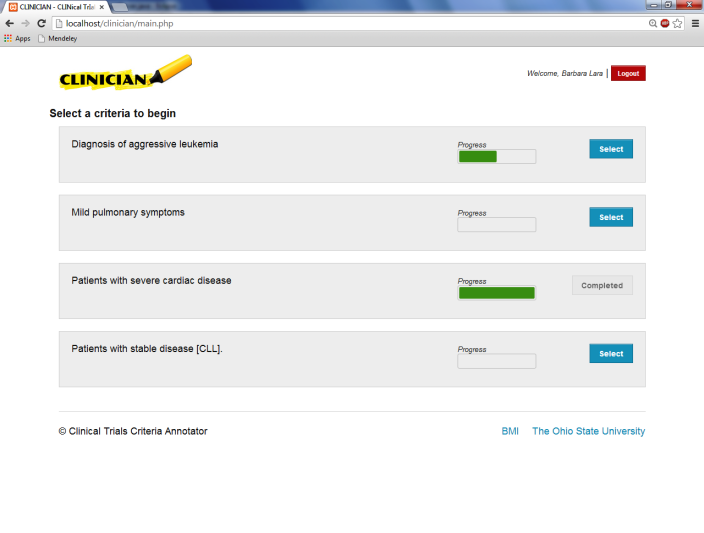 CLINICIAN - CLINical Trial
localhost/clinician/main.php
Apps Mendeley
CLINICIAN
Welcome, Barbara Lara | Logout
Select a criteria to begin
Diagnosis of aggressive leukemia
Progress
Select
Mild pulmonary symptoms
Progress
Select
Patients with severe cardiac disease
Progress
Completed
Patients with stable disease [CLL].
Progress
Select
© Clinical Trials Criteria Annotator
BMI The Ohio State University